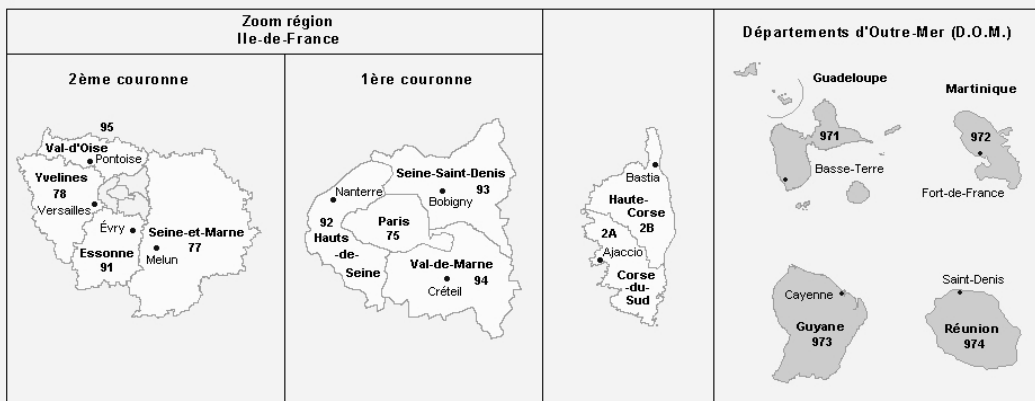 Zoom région
Ile-de-France
2ème couronne
95
Val-d'Oise
Pontoise
Yvelines
78
Versailles
Évry
Essonne
91
Seine-et-Marne
77
Melun
1ère couronne
Nanterre
Seine-Saint-Denis
93
Bobigny
92
Hauts
-de-
Seine
Paris
75
Val-de-Marne
94
Créteil
Bastia
Haute-
Corse
2B
2A
Ajaccio
Corse
-du-
Sud
Départements d'Outre-Mer (D.O.M.)
Guadeloupe
971
Basse-Terre
Martinique
972
Fort-de-France
Cayenne
Guyane
973
Saint-Denis
Réunion
974